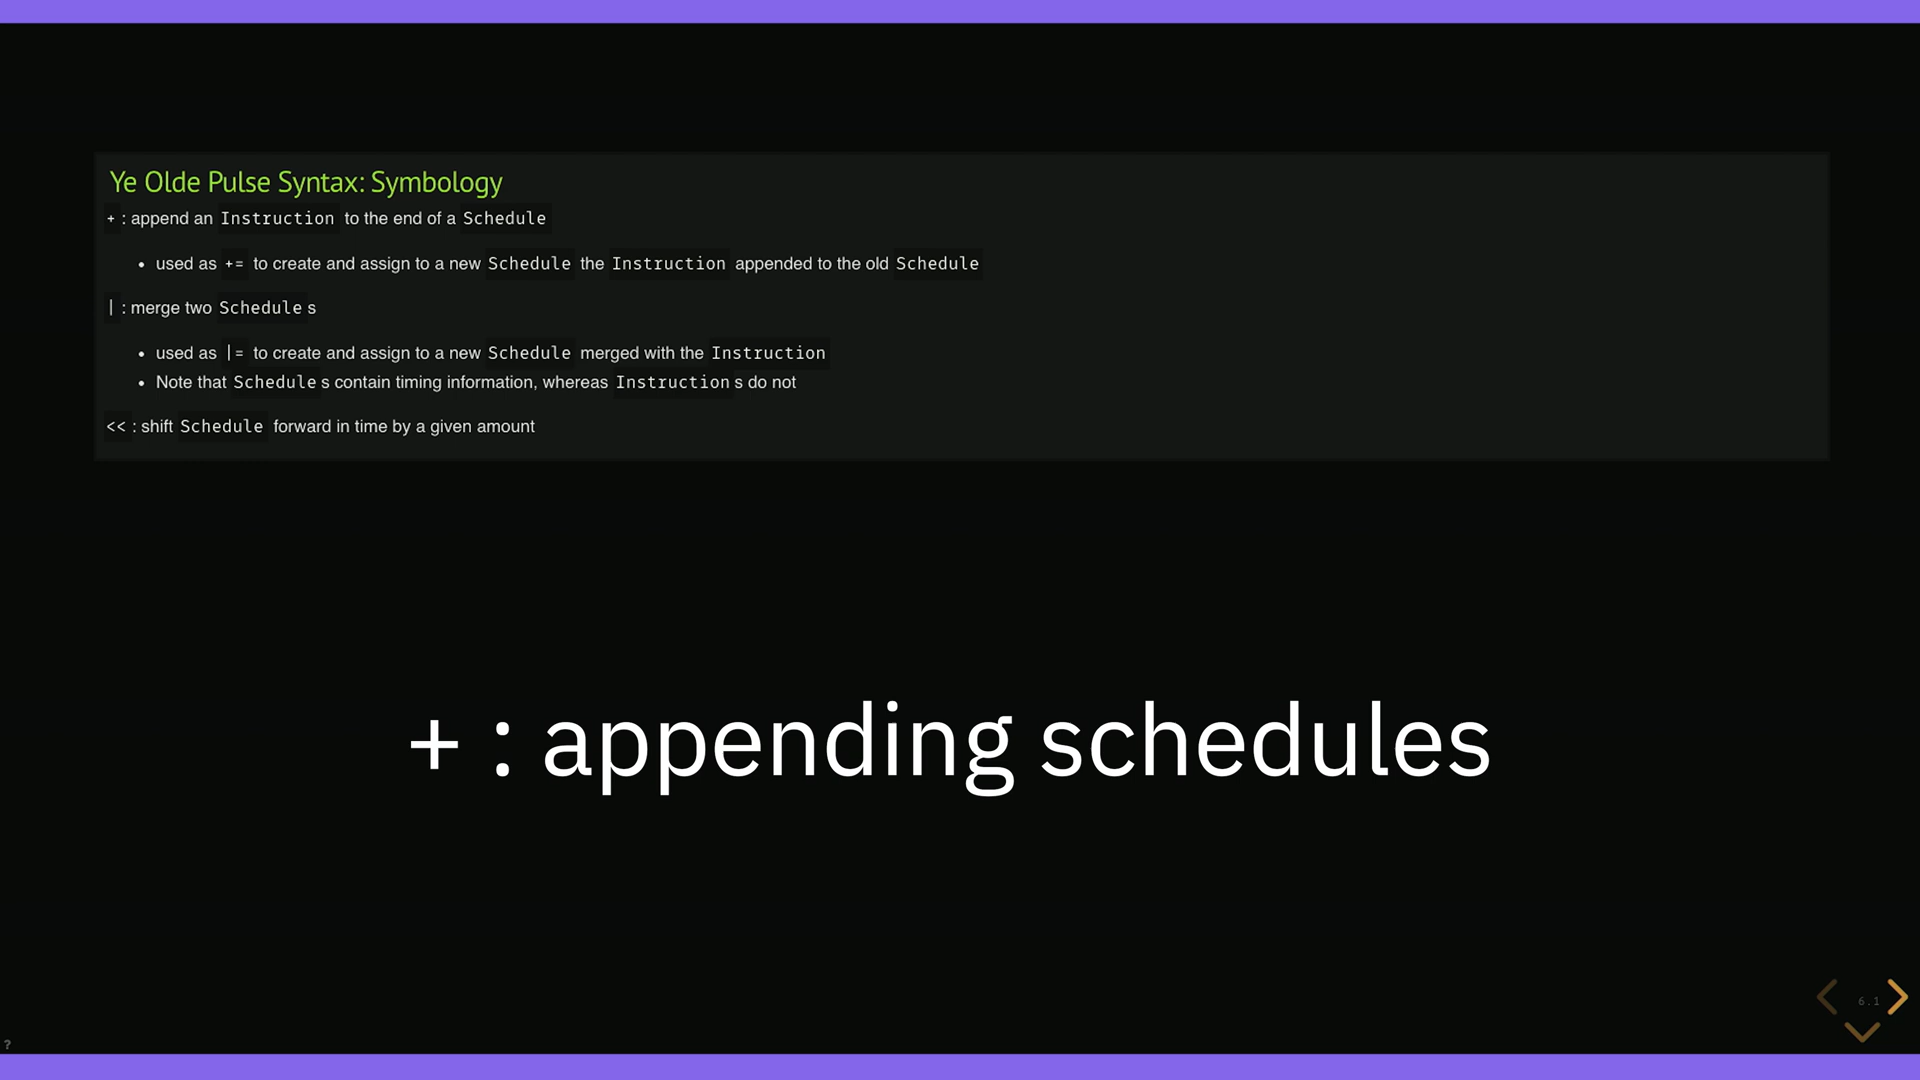 Ye Olde Pulse Syntax: Symbology
+ : append an Instruction to the end of a Schedule
• used as += to create and assign to a new Schedule the Instruction appended to the old Schedule
| : merge two Schedule s
• used as |= to create and assign to a new Schedule merged with the Instruction
• Note that Schedule s contain timing information, whereas Instruction s do not
<< : shift Schedule forward in time by a given amount
+ : appending schedules
6.1
?